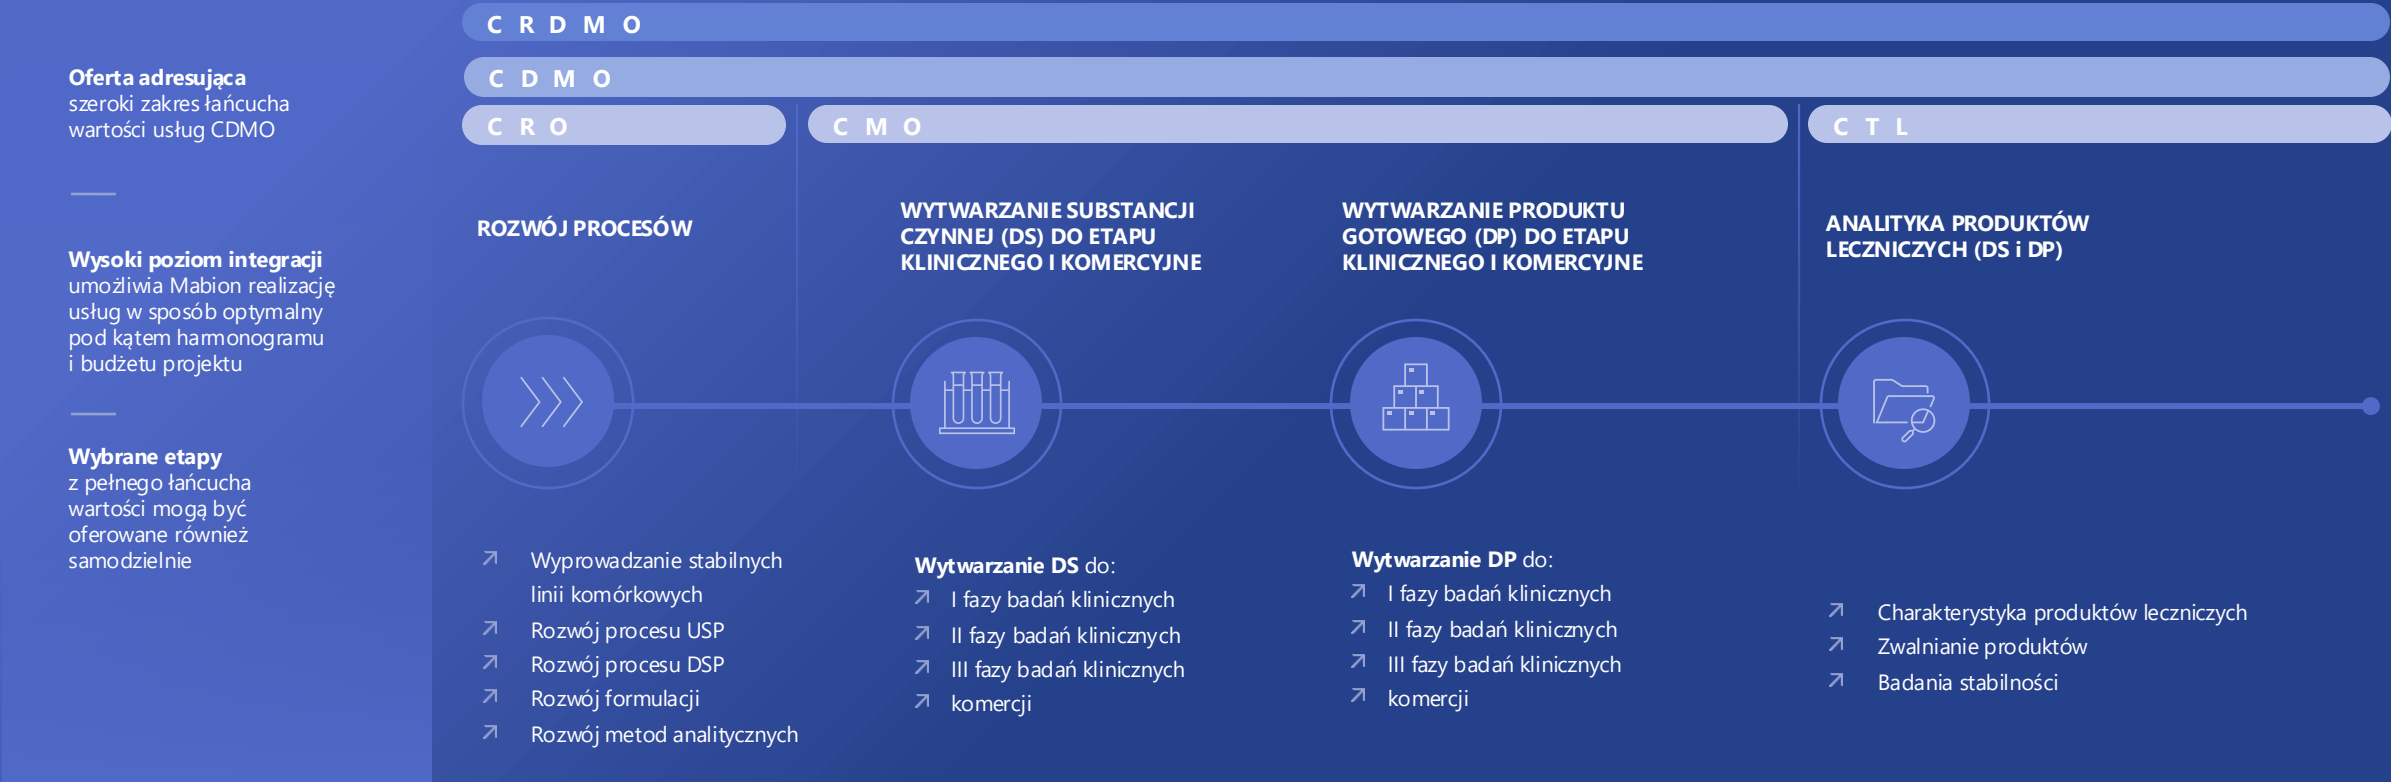 Oferta adresująca
szeroki zakres łańcucha
wartości usług CDMO
Wysoki poziom integracji
umożliwia Mabion realizację
usług w sposób optymalny
pod kątem harmonogramu
i budżetu projektu
Wybrane etapy
z pełnego łańcucha
wartości mogą być
oferowane również
samodzielnie
CRDMO
CDMO
CRO
CMO
CTL
ROZWÓJ PROCESÓW
WYTWARZANIE SUBSTANCJI
CZYNNEJ (DS) DO ETAPU
KLINICZNEGO I KOMERCYJNE
WYTWARZANIE PRODUKTU
GOTOWEGO (DP) DO ETAPU
KLINICZNEGO I KOMERCYJNE
ANALITYKA PRODUKTÓW
LECZNICZYCH (DS i DP)
Wyprowadzanie stabilnych
linii komórkowych
Rozwój procesu USP
Rozwój procesu DSP
Rozwój formulacji
Rozwój metod analitycznych
Wytwarzanie DS do:
I fazy badań klinicznych
II fazy badań klinicznych
III fazy badań klinicznych
komercji
Wytwarzanie DP do:
I fazy badań klinicznych
II fazy badań klinicznych
III fazy badań klinicznych
komercji
Charakterystyka produktów leczniczych
Zwalnianie produktów
Badania stabilności